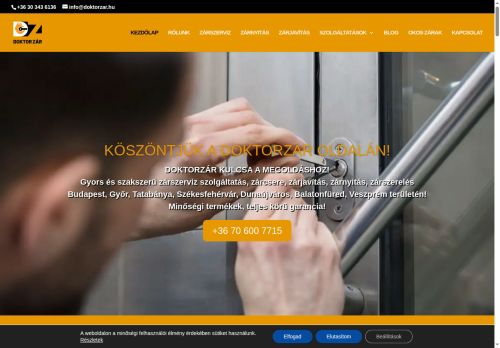 +36 30 343 6136 info@doktorzar.hu
DOKTOR ZÁR
KEZDŐLAP RÓLUNK ZÁRSZERVIZ ZÁRNYITÁS ZÁRJAVÍTÁS SZOLGÁLTATÁSOK BLOG OKOS ZÁRAK KAPCSOLAT
KÖSZÖNTJÜK A DOKTORZÁR OLDALÁN!
DOKTORZÁR KULCSA A MEGOLDÁSHOZ!
Gyors és szakszerű zárszerviz szolgáltatás, zárcsere, zárjavítás, zárnyitás, zárszerelés
Budapest, Győr, Tatabánya, Székesfehérvár, Dunaújváros, Balatonfüred, Veszprém területén!
Minőségi termékek, teljes körű garancia!
+36 70 600 7715
A weboldalon a minőségi felhasználói élmény érdekében sütiket használunk.
Részletek
Elfogad Elutasítom Beállítások